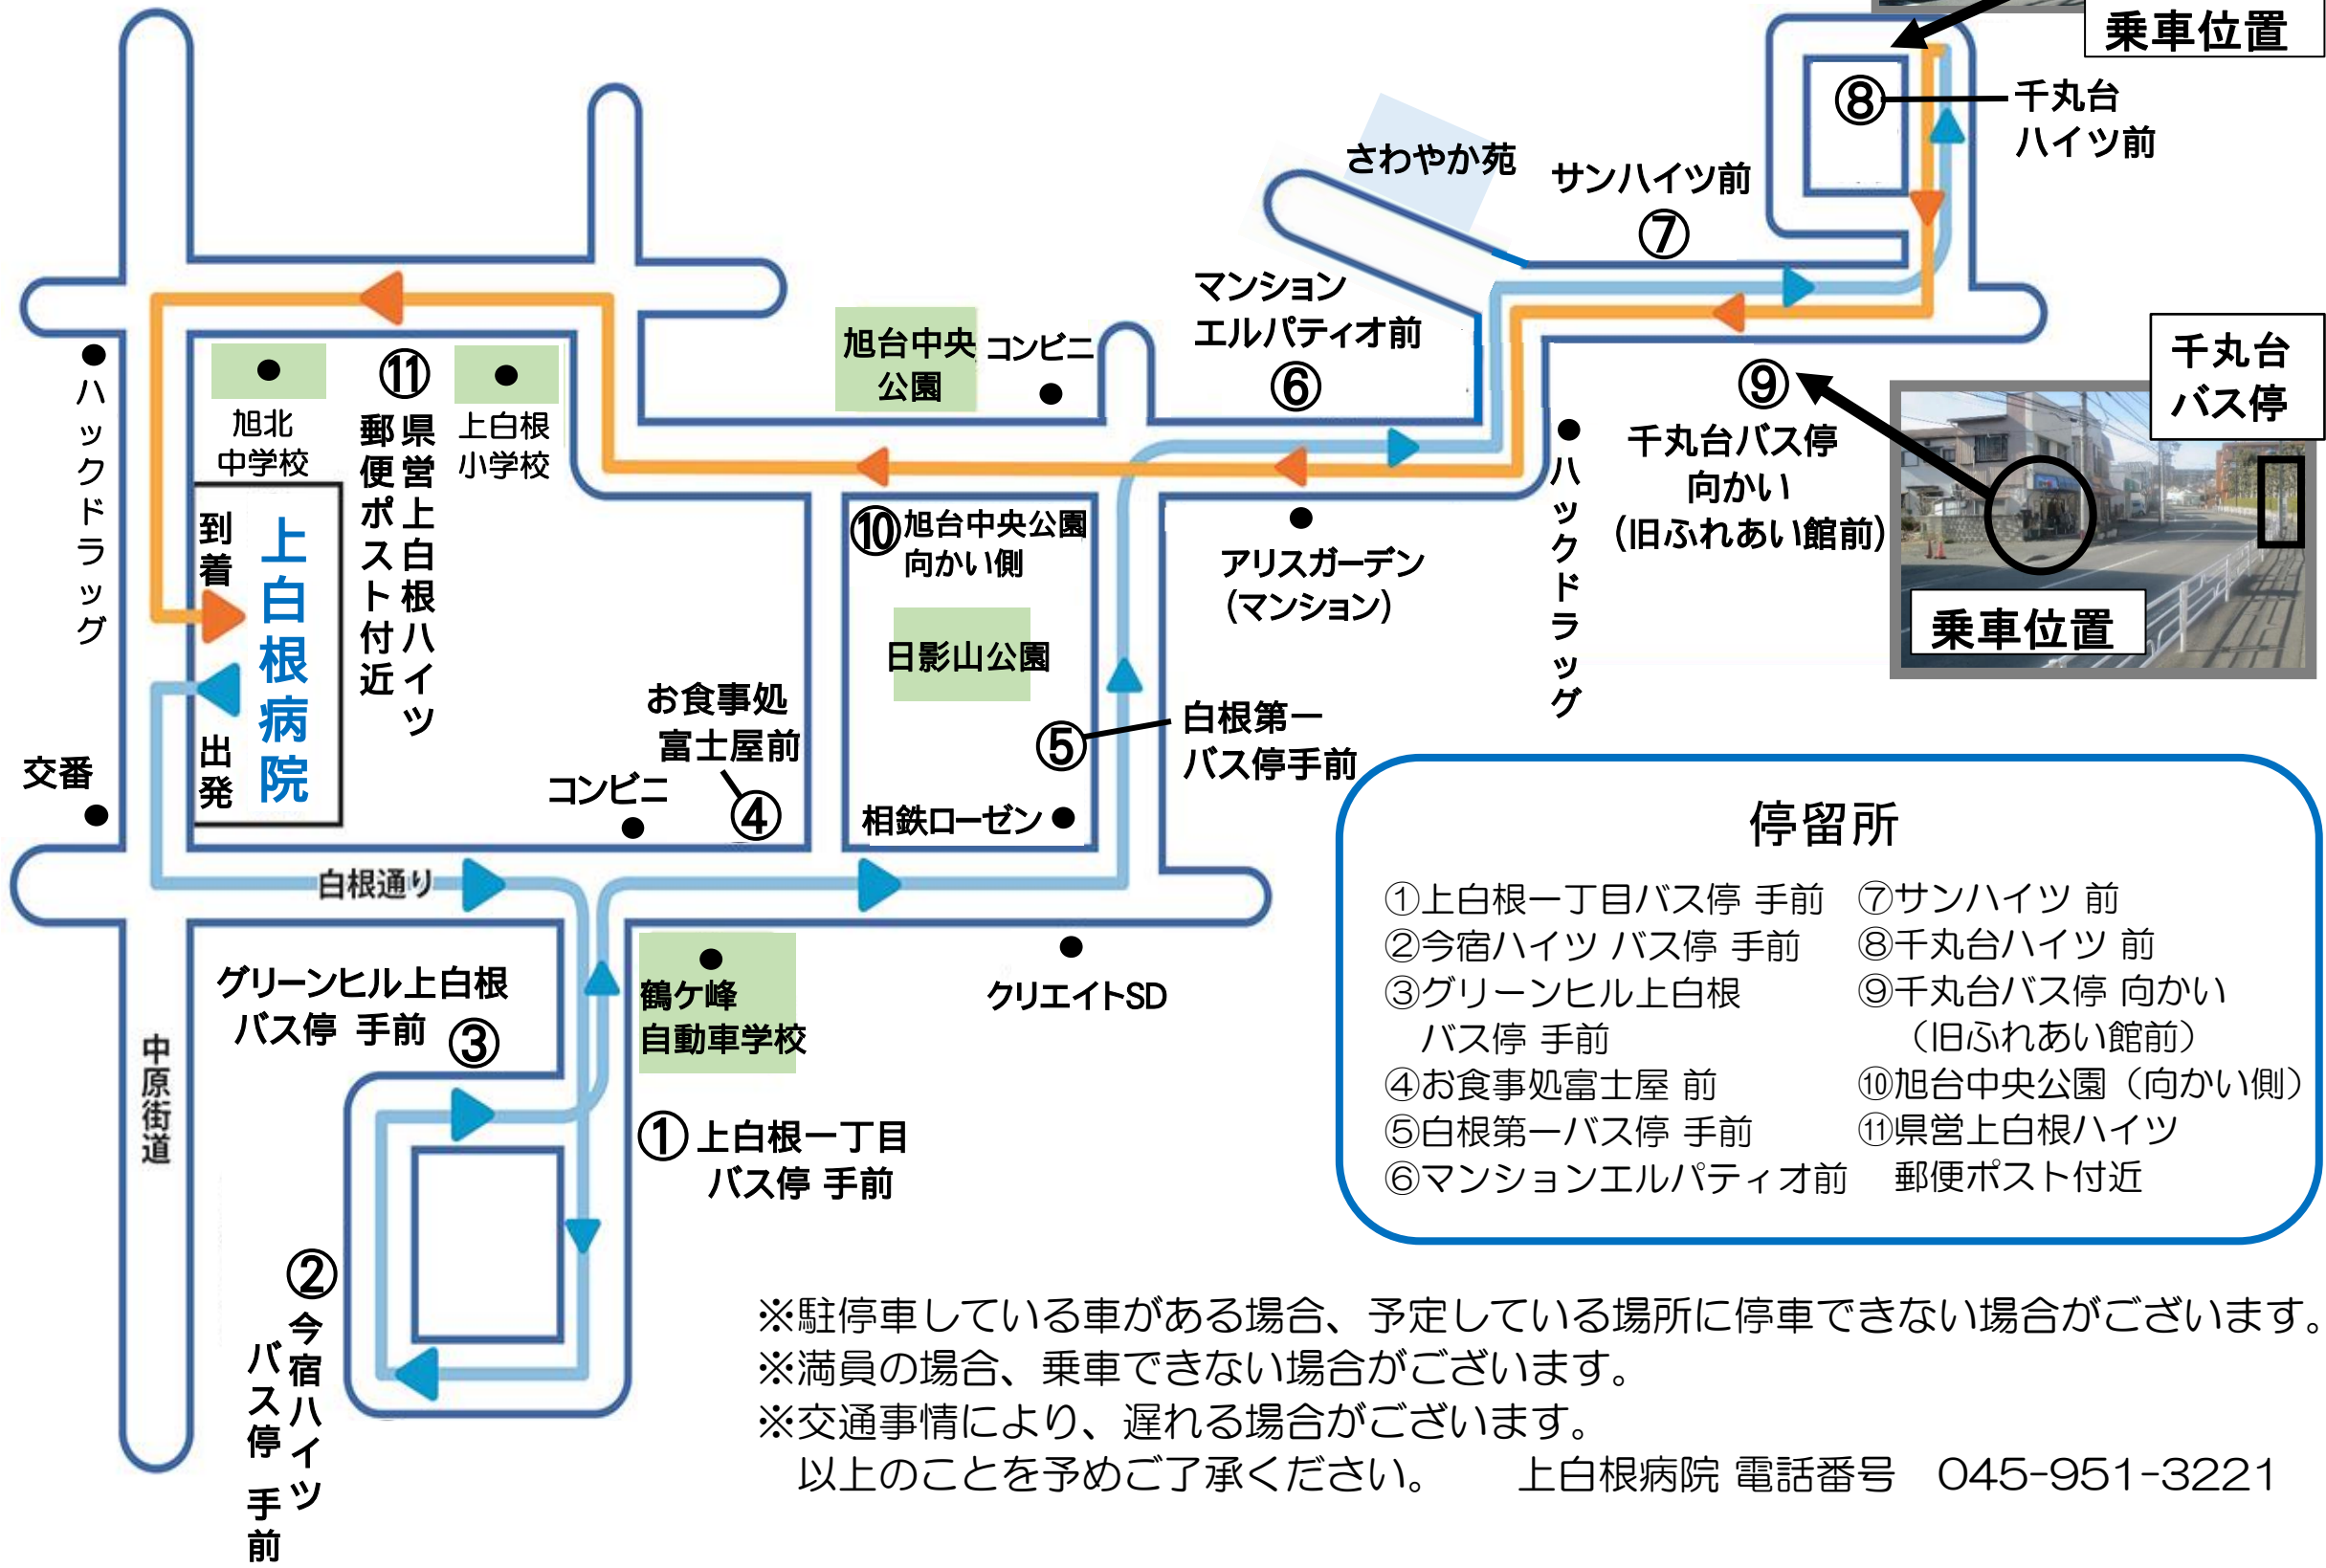 乗車位置
⑧
千丸台
ハイツ前
さわやか苑
サンハイツ前
⑦
マンション
エルパティオ前
⑥
旭台中央
公園
コンビニ
千丸台
バス停
⑨
千丸台バス停
向かい
(旧ふれあい館前)
乗車位置
ハックドラッグ
ハックドラッグ
旭北
中学校
⑪
県営上白根ハイツ
郵便ポスト付近
上白根
小学校
到着
上白根病院
出発
⑩旭台中央公園
向かい側
アリスガーデン
(マンション)
日影山公園
お食事処
富士屋前
④
コンビニ
⑤
白根第一
バス停手前
相鉄ローゼン
交番
白根通り
グリーンヒル上白根
バス停 手前
③
鶴ケ峰
自動車学校
クリエイトSD
中原街道
①上白根一丁目
バス停 手前
②
今宿ハイツ
バス停 手前
停留所
①上白根一丁目バス停 手前
②今宿ハイツ バス停 手前
③グリーンヒル上白根
バス停 手前
④お食事処富士屋 前
⑤白根第一バス停 手前
⑥マンションエルパティオ前
⑦サンハイツ 前
⑧千丸台ハイツ 前
⑨千丸台バス停 向かい
（旧ふれあい館前）
⑩旭台中央公園（向かい側）
⑪県営上白根ハイツ
郵便ポスト付近
※駐停車している車がある場合、予定している場所に停車できない場合がございます。
※満員の場合、乗車できない場合がございます。
※交通事情により、遅れる場合がございます。
以上のことを予めご了承ください。 上白根病院 電話番号 045-951-3221